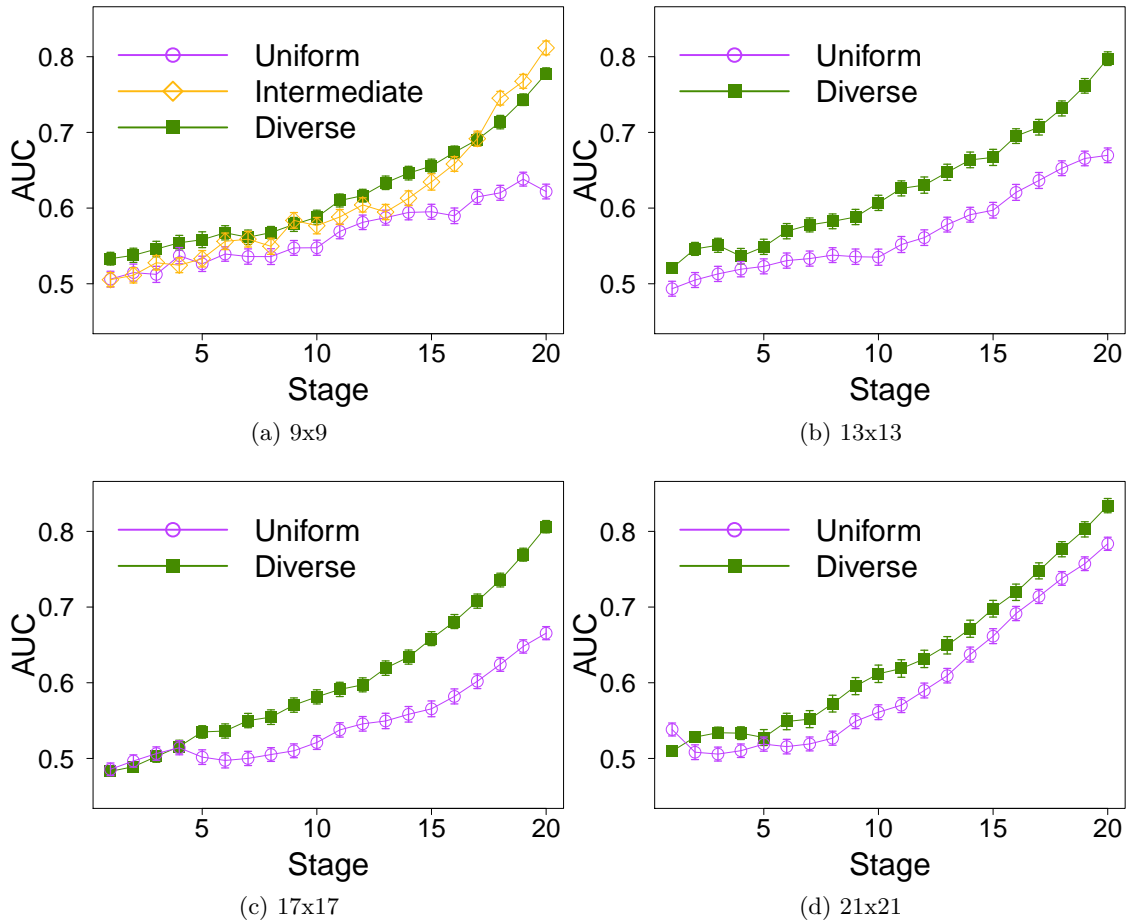 AUC
0.8
0.7
0.6
0.5
Uniform
Intermediate
Diverse
5 10 15 20
Stage
(a) 9x9
AUC
0.8
0.7
0.6
0.5
Uniform
Diverse
5 10 15 20
Stage
(b) 13x13
AUC
0.8
0.7
0.6
0.5
Uniform
Diverse
5 10 15 20
Stage
(c) 17x17
AUC
0.8
0.7
0.6
0.5
Uniform
Diverse
5 10 15 20
Stage
(d) 21x21